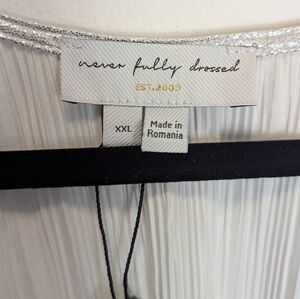 never fully dressed
EST.2009
XXL
Made in
Romania